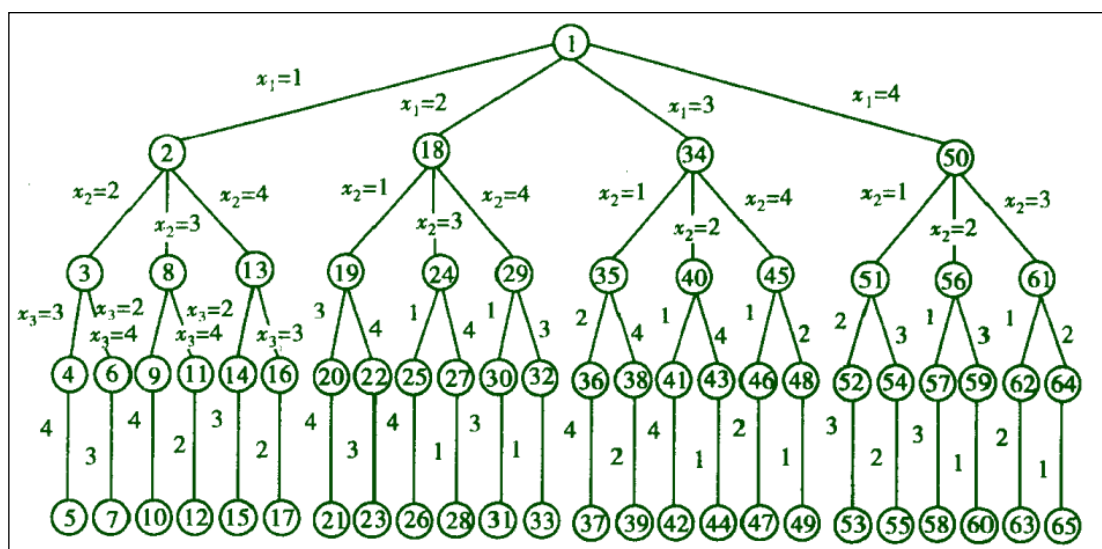 1
x₁=1 x₁=2 x₁=3 x₁=4
2 18 34 50
x₂=2 x₂=3 x₂=4 x₂=1 x₂=3 x₂=4 x₂=1 x₂=2 x₂=4 x₂=1 x₂=2 x₂=3
3 8 13 19 24 29 35 40 45 51 56 61
x₃=3 x₃=2 x₃=2 3 4 1 4 1 3 2 4 1 4 1 2 2 3 1 3 1 2
x₃=4 x₃=4 x₃=3
4 6 9 11 14 16 20 22 25 27 30 32 36 38 41 43 46 48 52 54 57 59 62 64
4 3 4 2 3 2 4 3 4 1 3 1 4 2 4 1 2 1 3 2 3 1 2 1
5 7 10 12 15 17 21 23 26 28 31 33 37 39 42 44 47 49 53 55 58 60 63 65